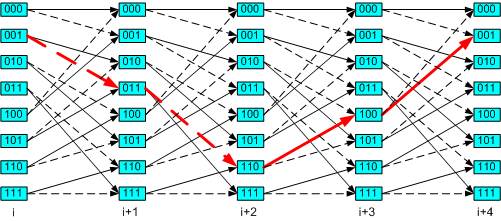 000 000 000 000 000
001 001 001 001 001
010 010 010 010 010
011 011 011 011 011
100 100 100 100 100
101 101 101 101 101
110 110 110 110 110
111 111 111 111 111
i i+1 i+2 i+3 i+4